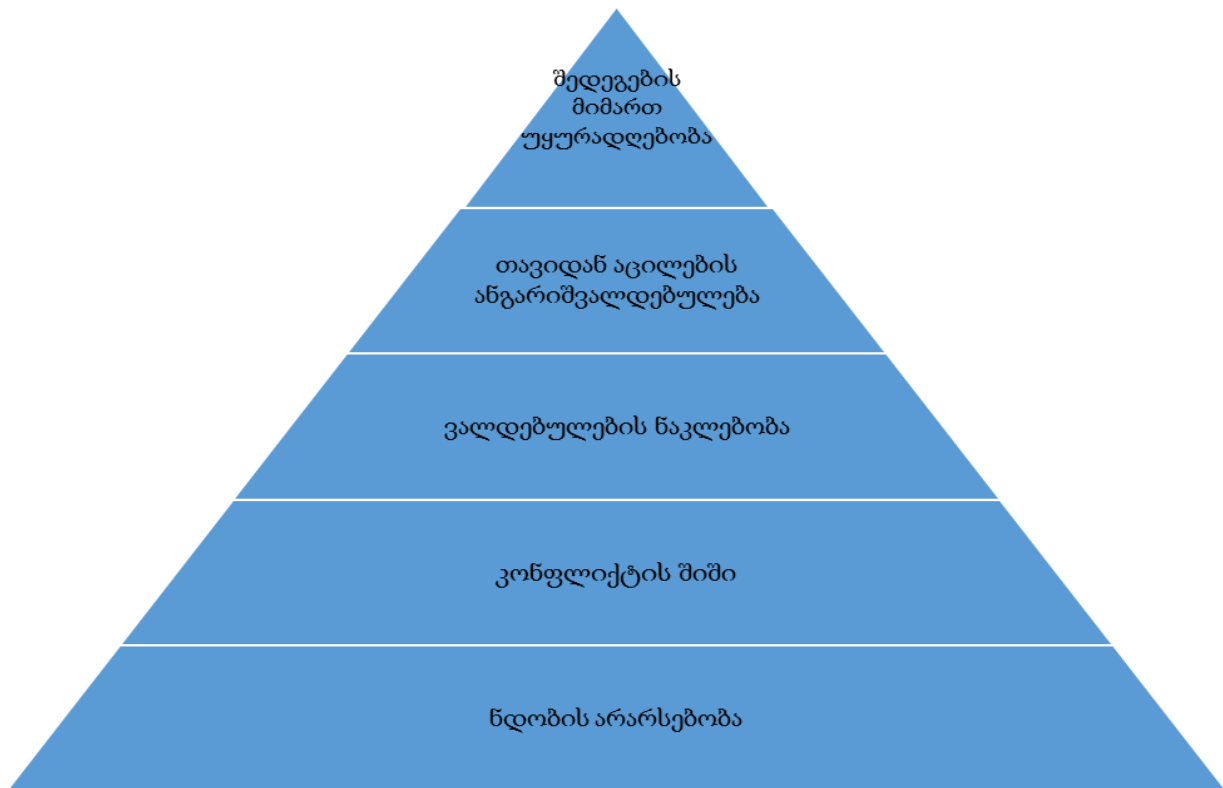 შედეგების
მიმართ
უყურადღებობა
თავიდან აცილების
ანგარიშვალდებულება
ვალდებულების ნაკლებობა
კონფლიქტის შიში
ნდობის არარსებობა